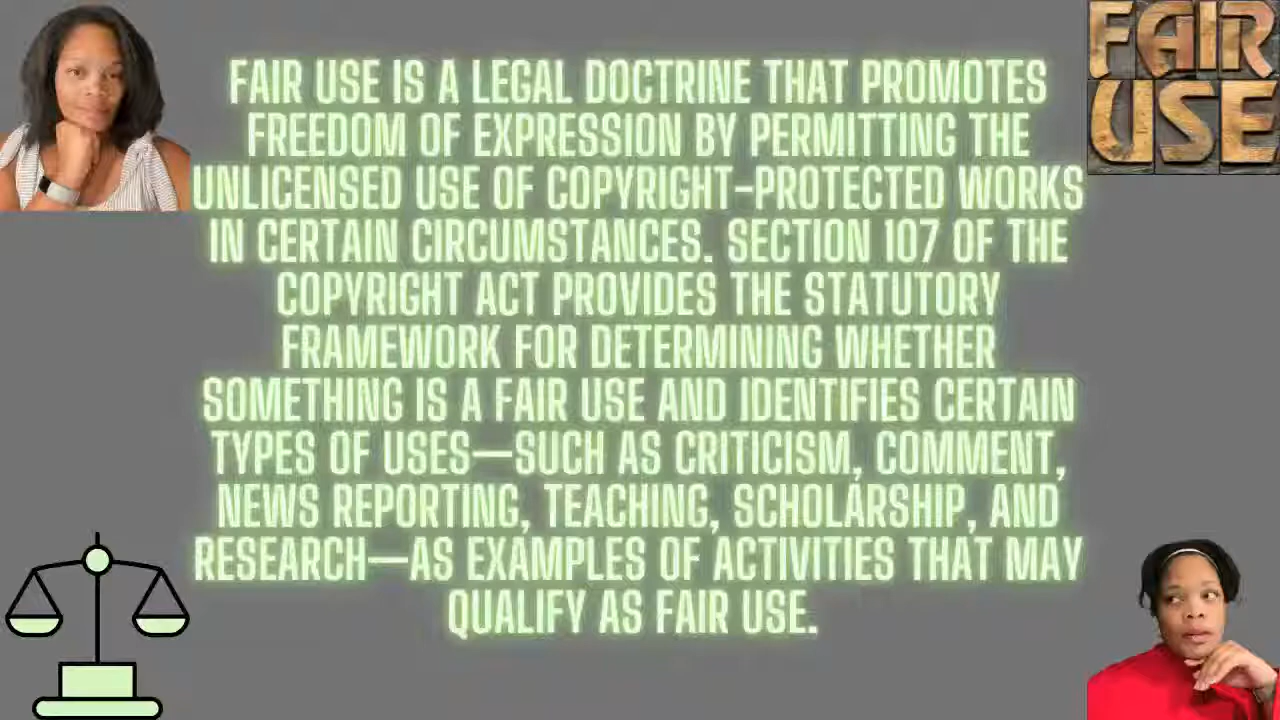 FAIR
USE
FAIR USE IS A LEGAL DOCTRINE THAT PROMOTES
FREEDOM OF EXPRESSION BY PERMITTING THE
UNLICENSED USE OF COPYRIGHT-PROTECTED WORKS
IN CERTAIN CIRCUMSTANCES. SECTION 107 OF THE
COPYRIGHT ACT PROVIDES THE STATUTORY
FRAMEWORK FOR DETERMINING WHETHER
SOMETHING IS A FAIR USE AND IDENTIFIES CERTAIN
TYPES OF USES—SUCH AS CRITICISM, COMMENT,
NEWS REPORTING, TEACHING, SCHOLARSHIP, AND
RESEARCH—AS EXAMPLES OF ACTIVITIES THAT MAY
QUALIFY AS FAIR USE.